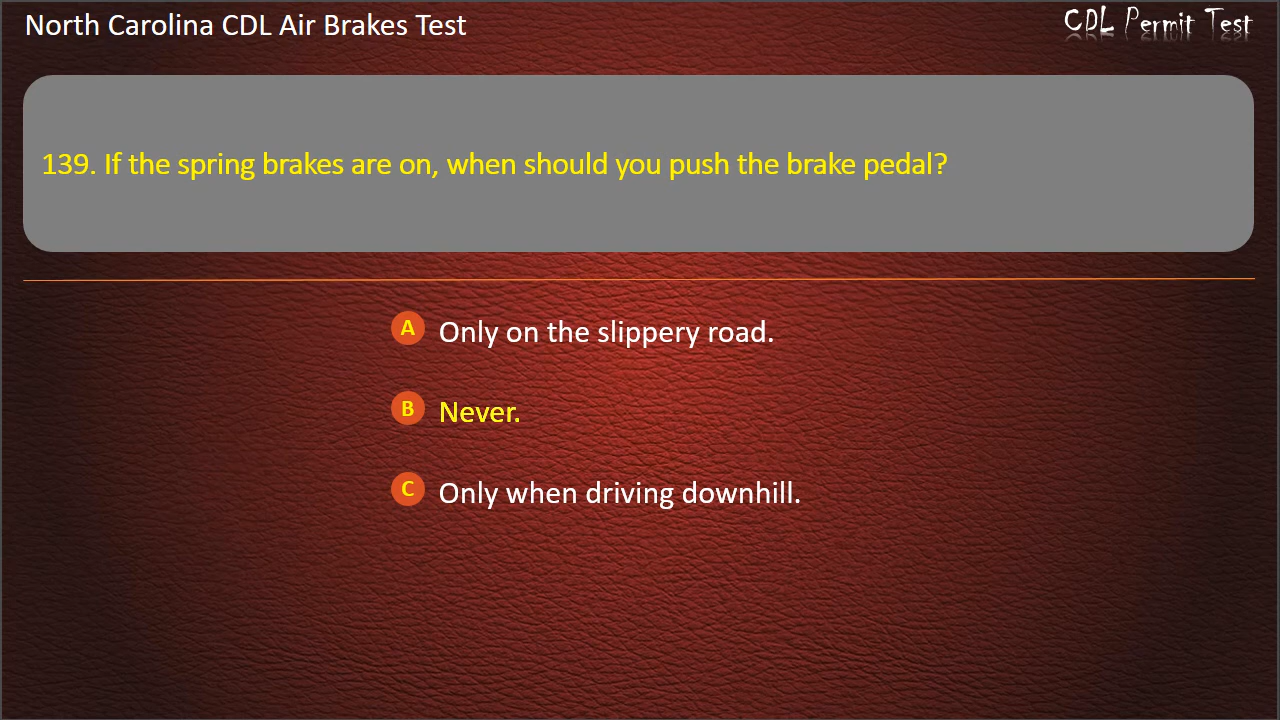 North Carolina CDL Air Brakes Test
CDL Permit Test
139. If the spring brakes are on, when should you push the brake pedal?
A Only on the slippery road.
B Never.
C Only when driving downhill.